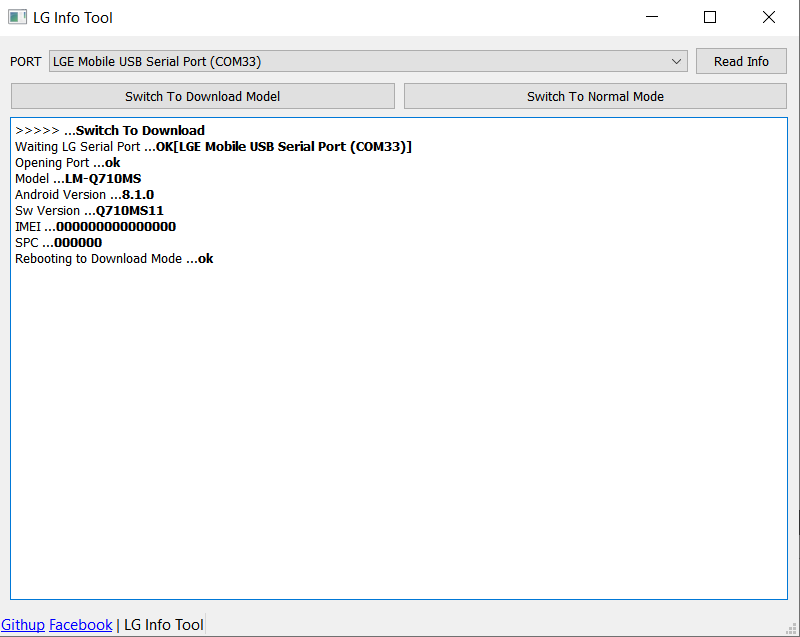 LG Info Tool
PORT LGE Mobile USB Serial Port (COM33) Read Info
Switch To Download Model Switch To Normal Mode
>>>>> ...Switch To Download
Waiting LG Serial Port ...OK[LGE Mobile USB Serial Port (COM33)]
Opening Port ...ok
Model ...LM-Q710MS
Android Version ...8.1.0
Sw Version ...Q710MS11
IMEI ...000000000000000
SPC ...000000
Rebooting to Download Mode ...ok
Githup Facebook | LG Info Tool